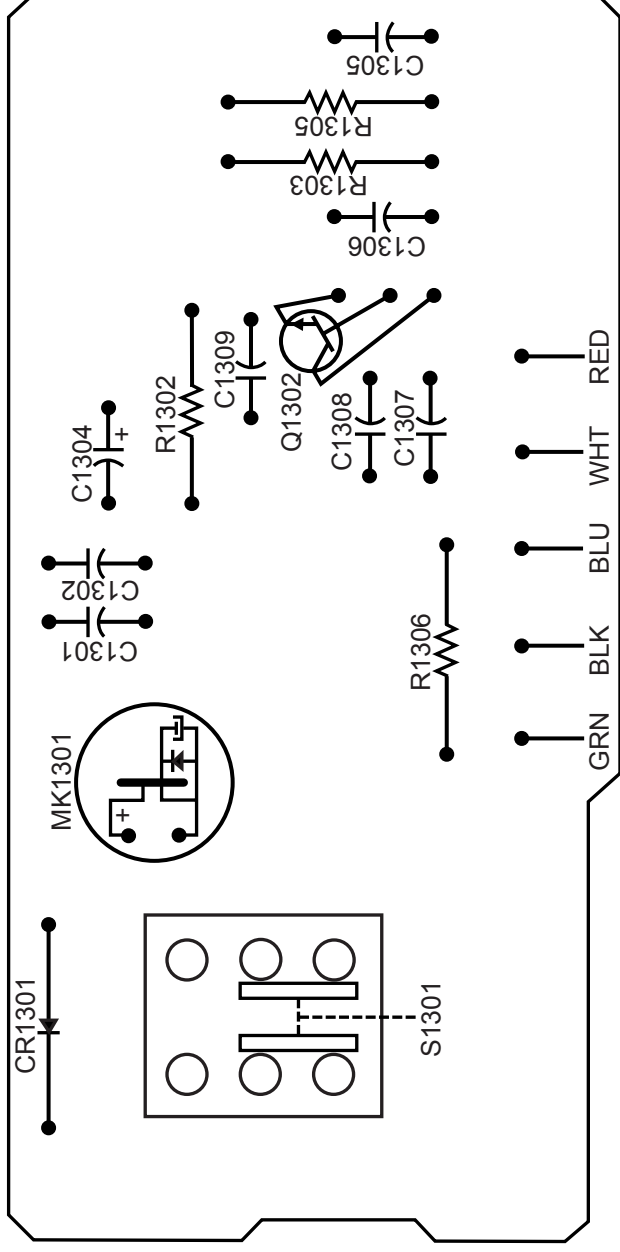 C1305
R1305
R1303
C1306
R1302
C1309
Q1302
C1304
C1308
C1307
C1302
C1301
R1306
MK1301
+
+
CR1301
S1301
RED
WHT
BLU
BLK
GRN